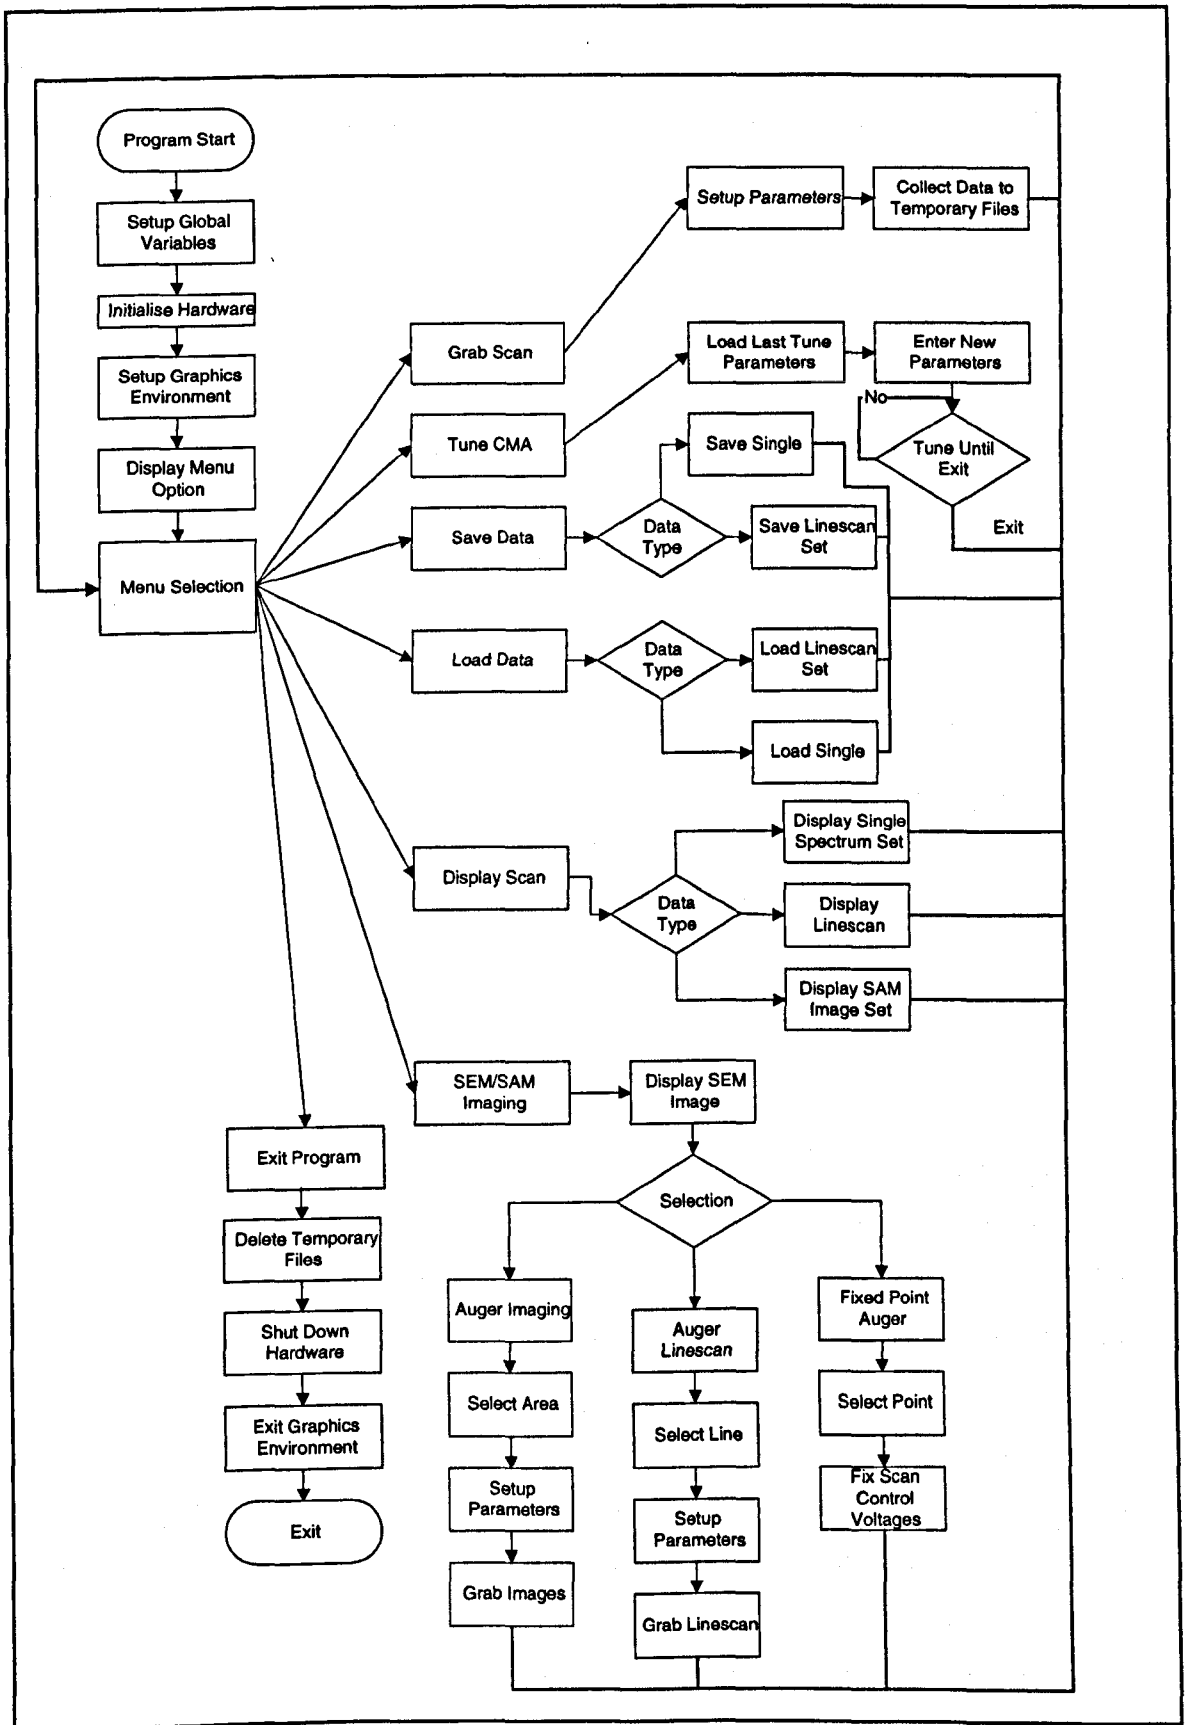 Program Start
Setup Global
Variables
Initialise Hardware
Setup Graphics
Environment
Display Menu
Option
Menu Selection
Grab Scan
Setup Parameters
Collect Data to
Temporary Files
Tune CMA
Load Last Tune
Parameters
Enter New
Parameters
No
Tune Until
Exit
Exit
Save Data
Data
Type
Save Single
Save Linescan
Set
Load Data
Data
Type
Load Linescan
Set
Load Single
Display Scan
Data
Type
Display Single
Spectrum Set
Display
Linescan
Display SAM
Image Set
SEM/SAM
Imaging
Display SEM
Image
Selection
Auger Imaging
Select Area
Setup
Parameters
Grab Images
Auger
Linescan
Select Line
Setup
Parameters
Grab Linescan
Fixed Point
Auger
Select Point
Fix Scan
Control
Voltages
Exit Program
Delete Temporary
Files
Shut Down
Hardware
Exit Graphics
Environment
Exit